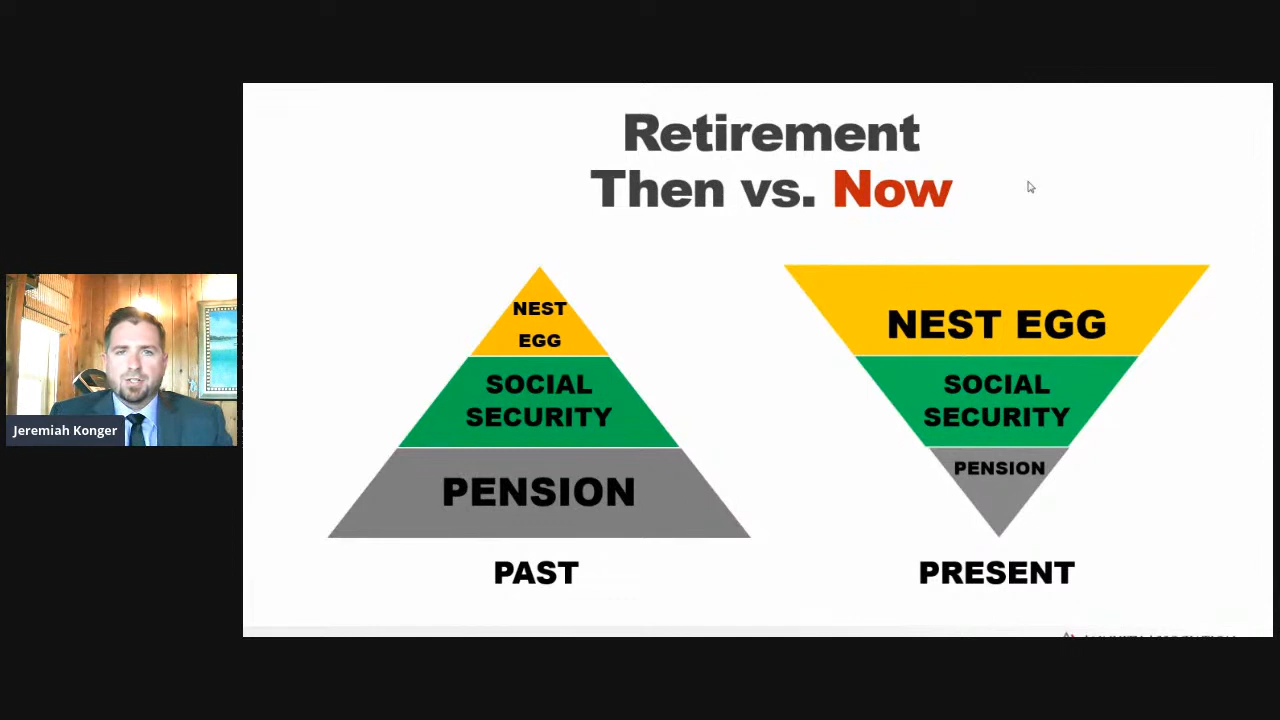 Retirement
Then vs. Now
NEST
EGG
SOCIAL
SECURITY
PENSION
PAST
NEST EGG
SOCIAL
SECURITY
PENSION
PRESENT
Jeremiah Konger